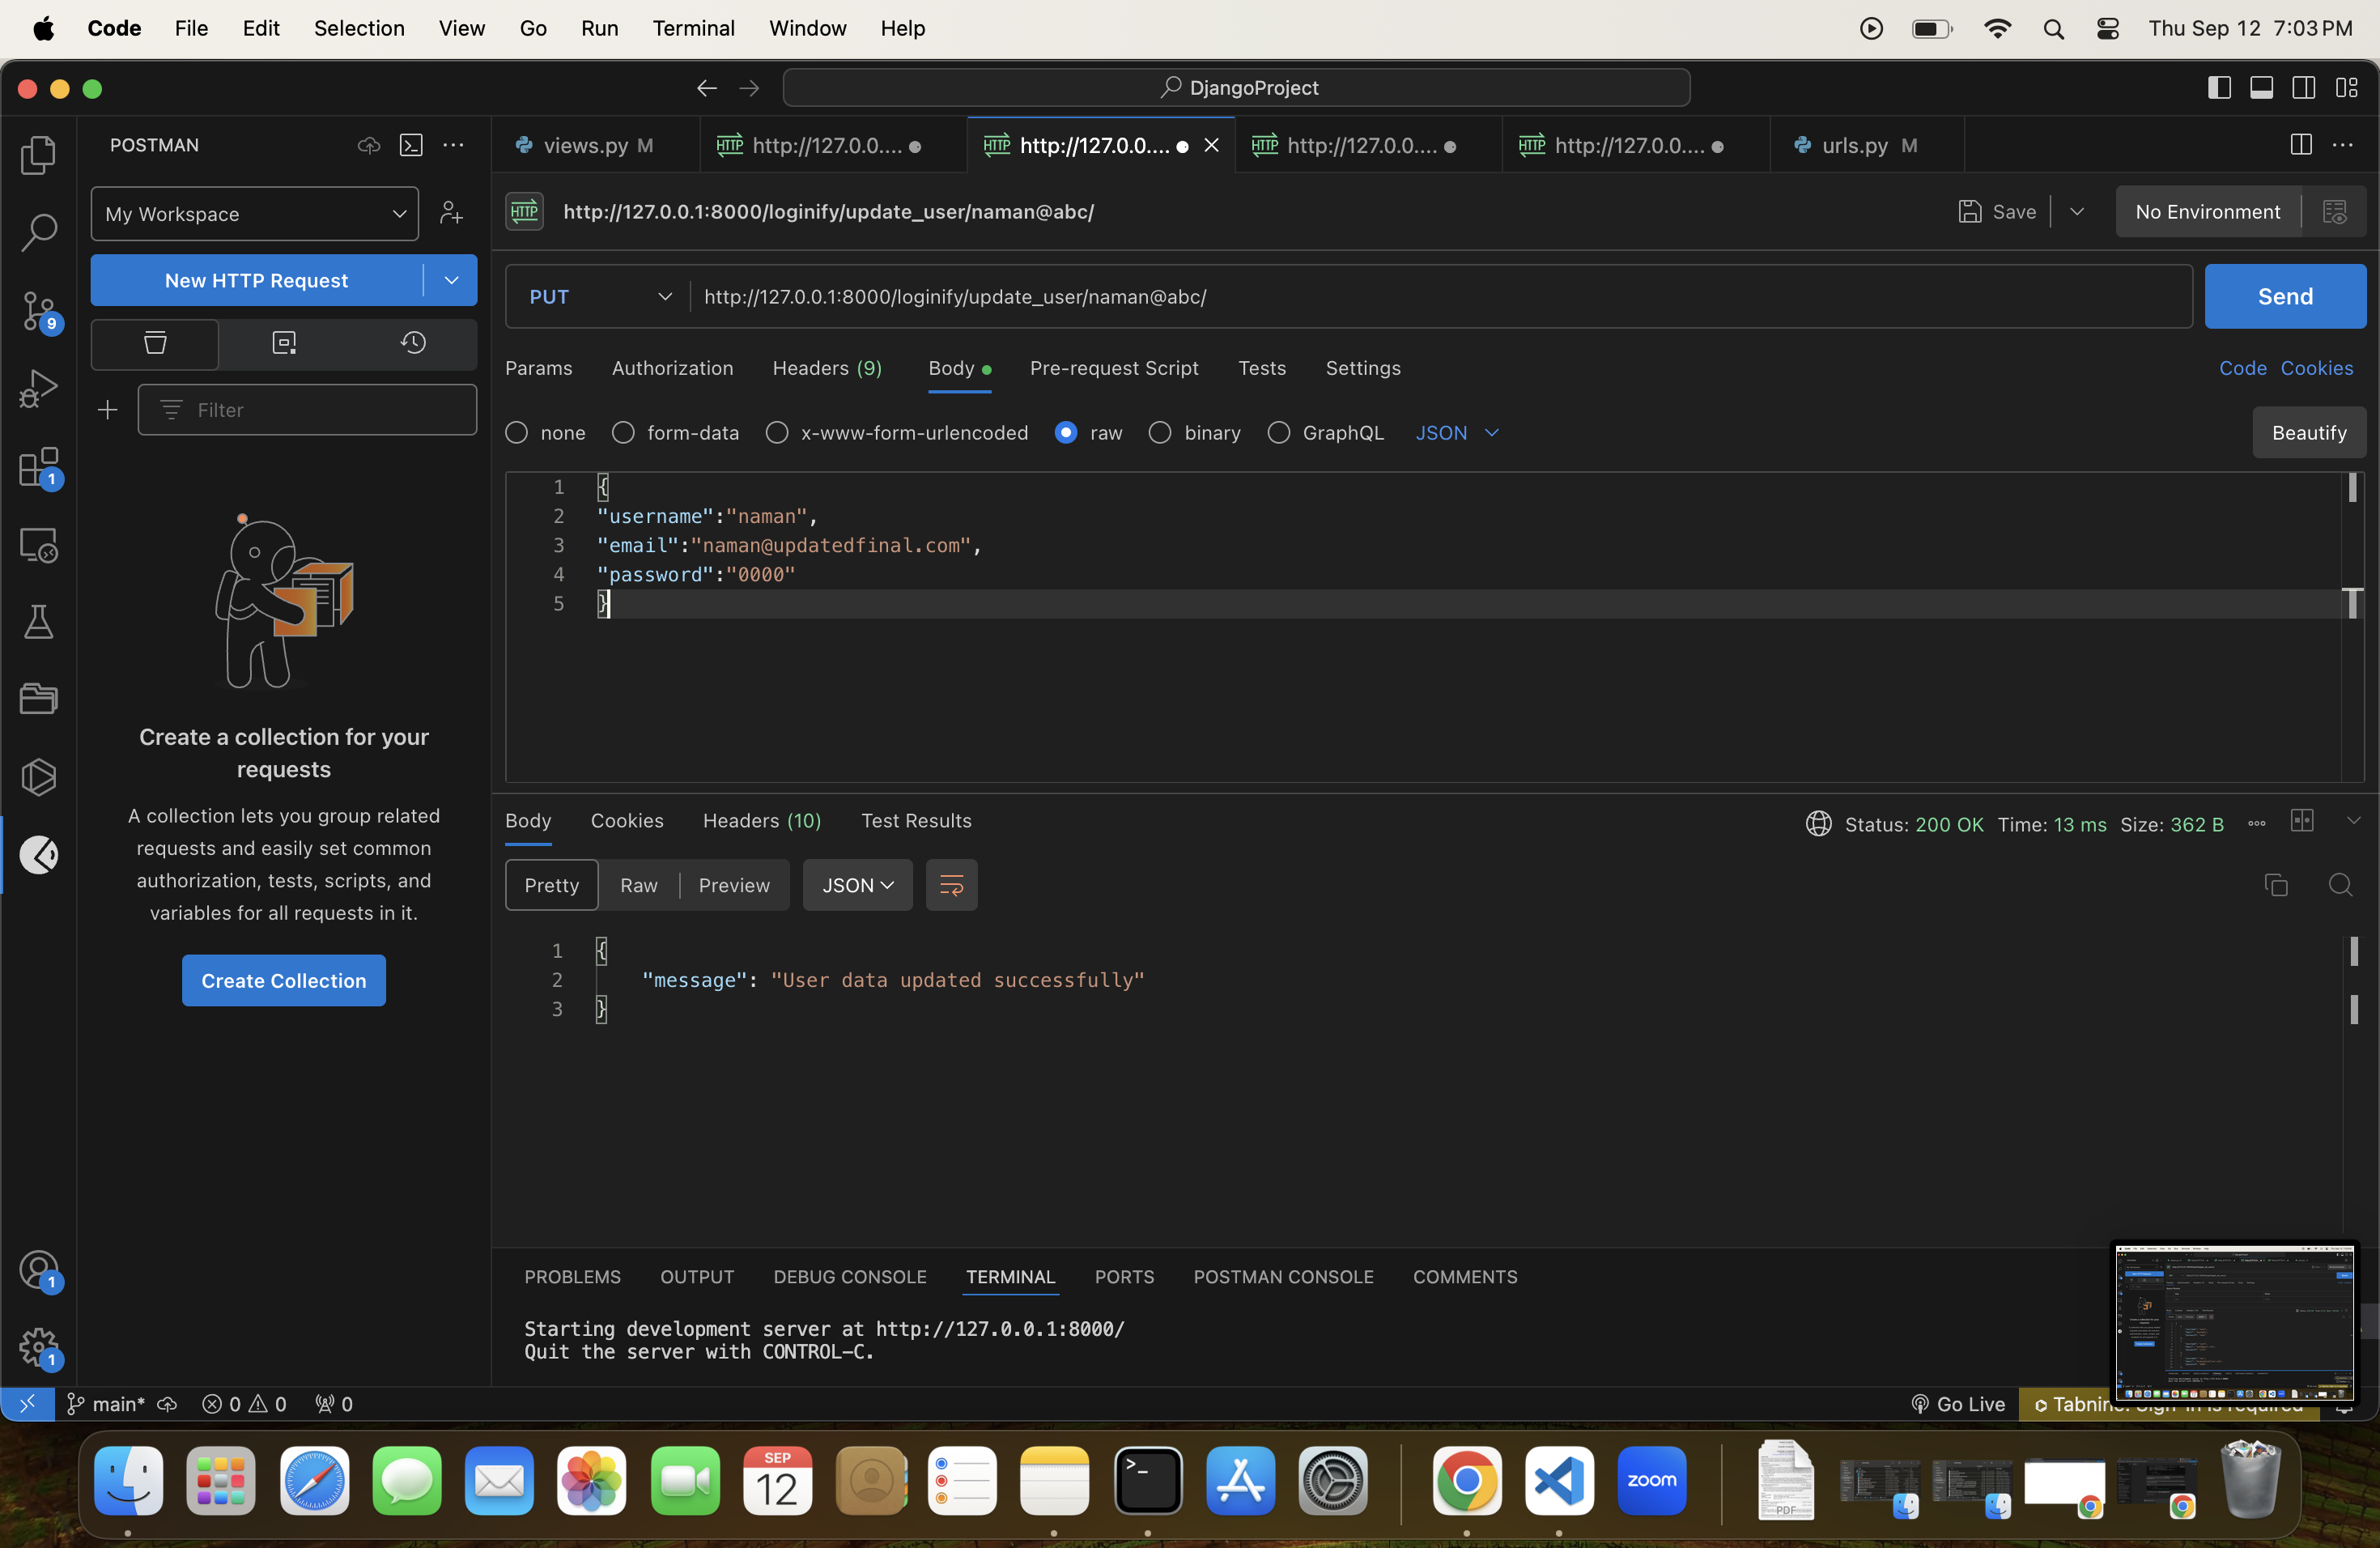 Code File Edit Selection View Go Run Terminal Window Help Thu Sep 12 7:03 PM
DjangoProject
POSTMAN
views.py M http://127.0.0.... http://127.0.0.... http://127.0.0.... http://127.0.0.... urls.py M
My Workspace
HTTP http://127.0.0.1:8000/loginify/update_user/naman@abc/ Save No Environment
New HTTP Request
PUT http://127.0.0.1:8000/loginify/update_user/naman@abc/ Send
9
Params Authorization Headers (9) Body Pre-request Script Tests Settings Code Cookies
Filter
none form-data x-www-form-urlencoded raw binary GraphQL JSON Beautify
1
1 {
2 "username":"naman",
3 "email":"naman@updatedfinal.com",
4 "password":"0000"
5 }
Create a collection for your
requests
A collection lets you group related
requests and easily set common
authorization, tests, scripts, and
variables for all requests in it.
Create Collection
Body Cookies Headers (10) Test Results Status: 200 OK Time: 13 ms Size: 362 B
Pretty Raw Preview JSON
1 {
2 "message": "User data updated successfully"
3 }
1
1
PROBLEMS OUTPUT DEBUG CONSOLE TERMINAL PORTS POSTMAN CONSOLE COMMENTS
Starting development server at http://127.0.0.1:8000/
Quit the server with CONTROL-C.
main* 0 0 0 Go Live
SEP
12
zoom
PDF